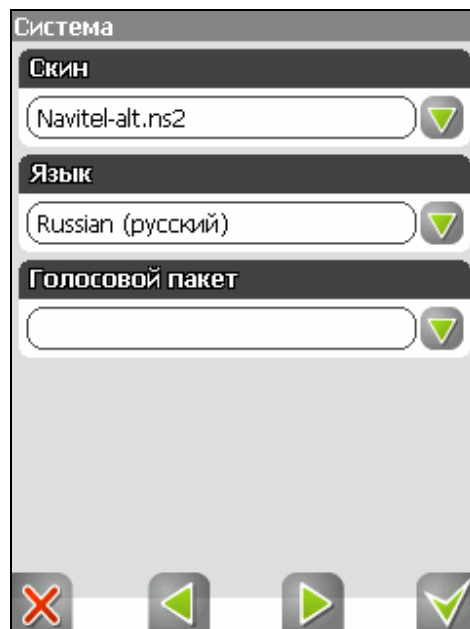 Система
Скин
Navitel-alt.ns2
Язык
Russian (русский)
Голосовой пакет